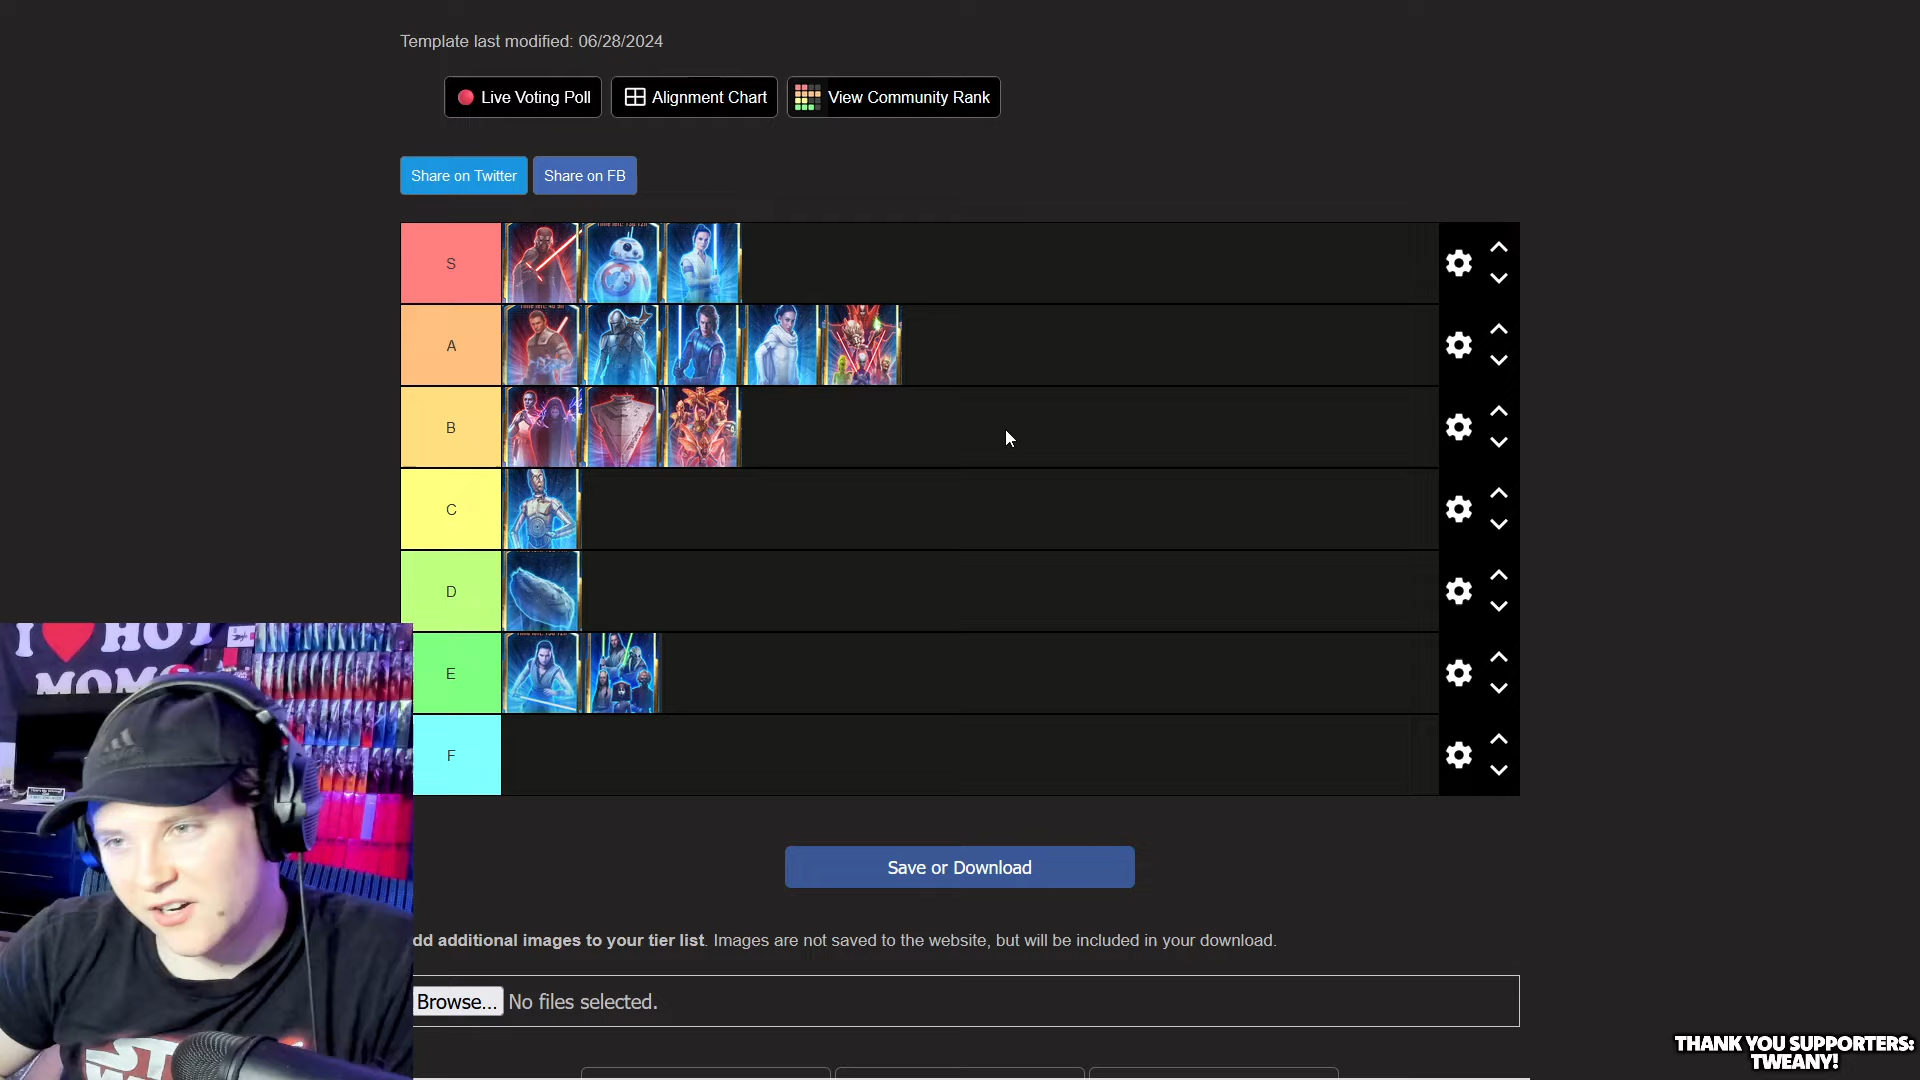 Template last modified: 06/28/2024
Live Voting Poll
Alignment Chart
View Community Rank
Share on Twitter
Share on FB
S
A
B
C
D
E
F
I HOT
MOMS
Save or Download
dd additional images to your tier list. Images are not saved to the website, but will be included in your download.
Browse... No files selected.
THANK YOU SUPPORTERS:
TWEANY!